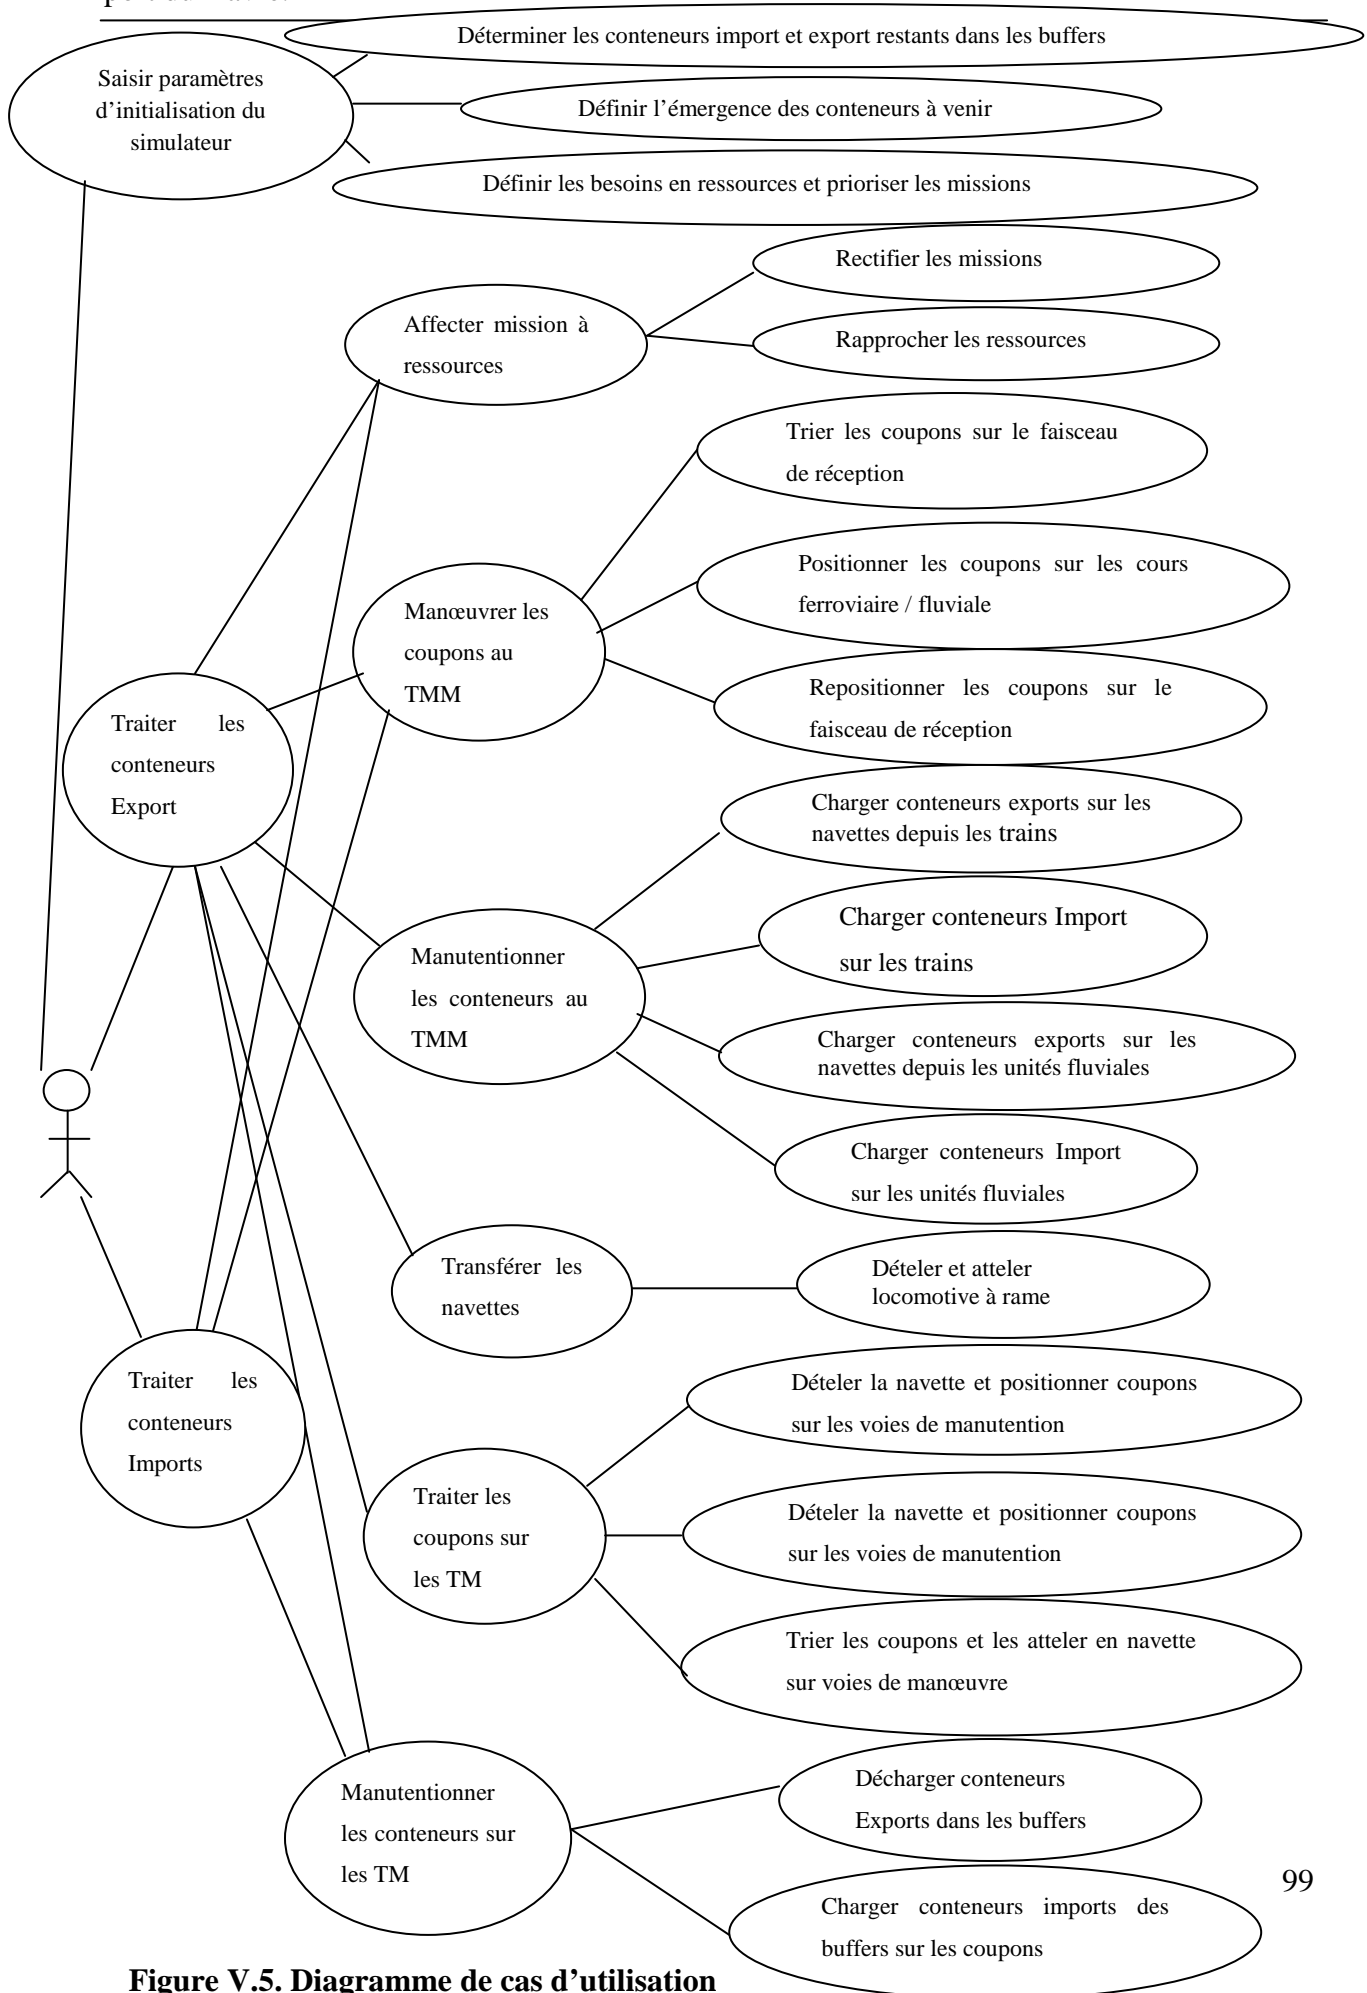 Déterminer les conteneurs import et export restants dans les buffers
Saisir paramètres
d’initialisation du
simulateur
Définir l’émergence des conteneurs à venir
Définir les besoins en ressources et prioriser les missions
Rectifier les missions
Affecter mission à
ressources
Rapprocher les ressources
Trier les coupons sur le faisceau
de réception
Positionner les coupons sur les cours
ferroviaire / fluviale
Manœuvrer les
coupons au
TMM
Repositionner les coupons sur le
faisceau de réception
Traiter les
conteneurs
Export
Charger conteneurs exports sur les
navettes depuis les trains
Charger conteneurs Import
sur les trains
Manutentionner
les conteneurs au
TMM
Charger conteneurs exports sur les
navettes depuis les unités fluviales
Charger conteneurs Import
sur les unités fluviales
Transférer les
navettes
Dételer et atteler
locomotive à rame
Traiter les
conteneurs
Imports
Dételer la navette et positionner coupons
sur les voies de manutention
Traiter les
coupons sur
les TM
Dételer la navette et positionner coupons
sur les voies de manutention
Trier les coupons et les atteler en navette
sur voies de manœuvre
Manutentionner
les conteneurs sur
les TM
Décharger conteneurs
Exports dans les buffers
Charger conteneurs imports des
buffers sur les coupons
99
Figure V.5. Diagramme de cas d’utilisation